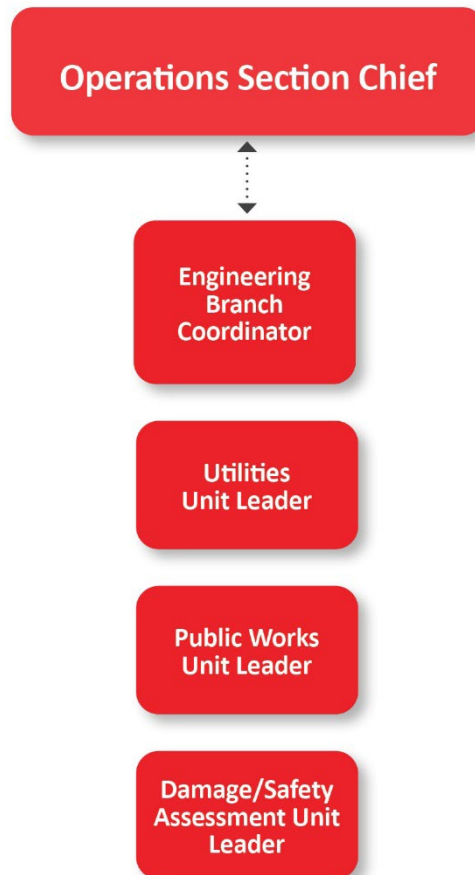 Operations Section Chief
Engineering
Branch
Coordinator
Utilities
Unit Leader
Public Works
Unit Leader
Damage/Safety
Assessment Unit
Leader